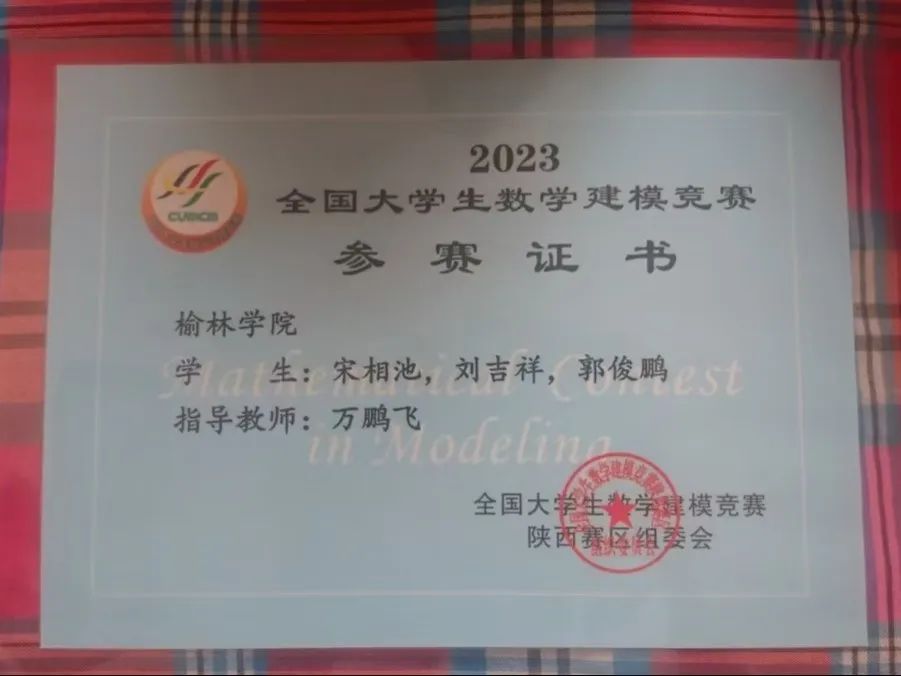 2023
全国大学生数学建模竞赛
参赛证书
CUMCM
榆林学院
学 生：宋相池，刘吉祥，郭俊鹏
指导教师：万鹏飞
Mathematical Contest
in Modeling
全国大学生数学建模竞赛
陕西赛区组委会